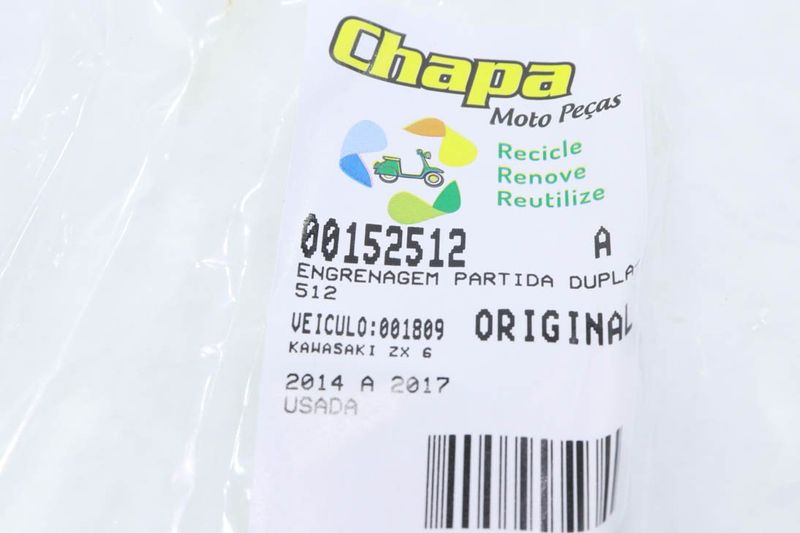 Chapa
Moto Peças
Recicle
Renove
Reutilize
00152512 A
ENGRENAGEM PARTIDA DUPLA
512
VEICULO:001809 ORIGINAL
KAWASAKI ZX 6
2014 A 2017
USADA